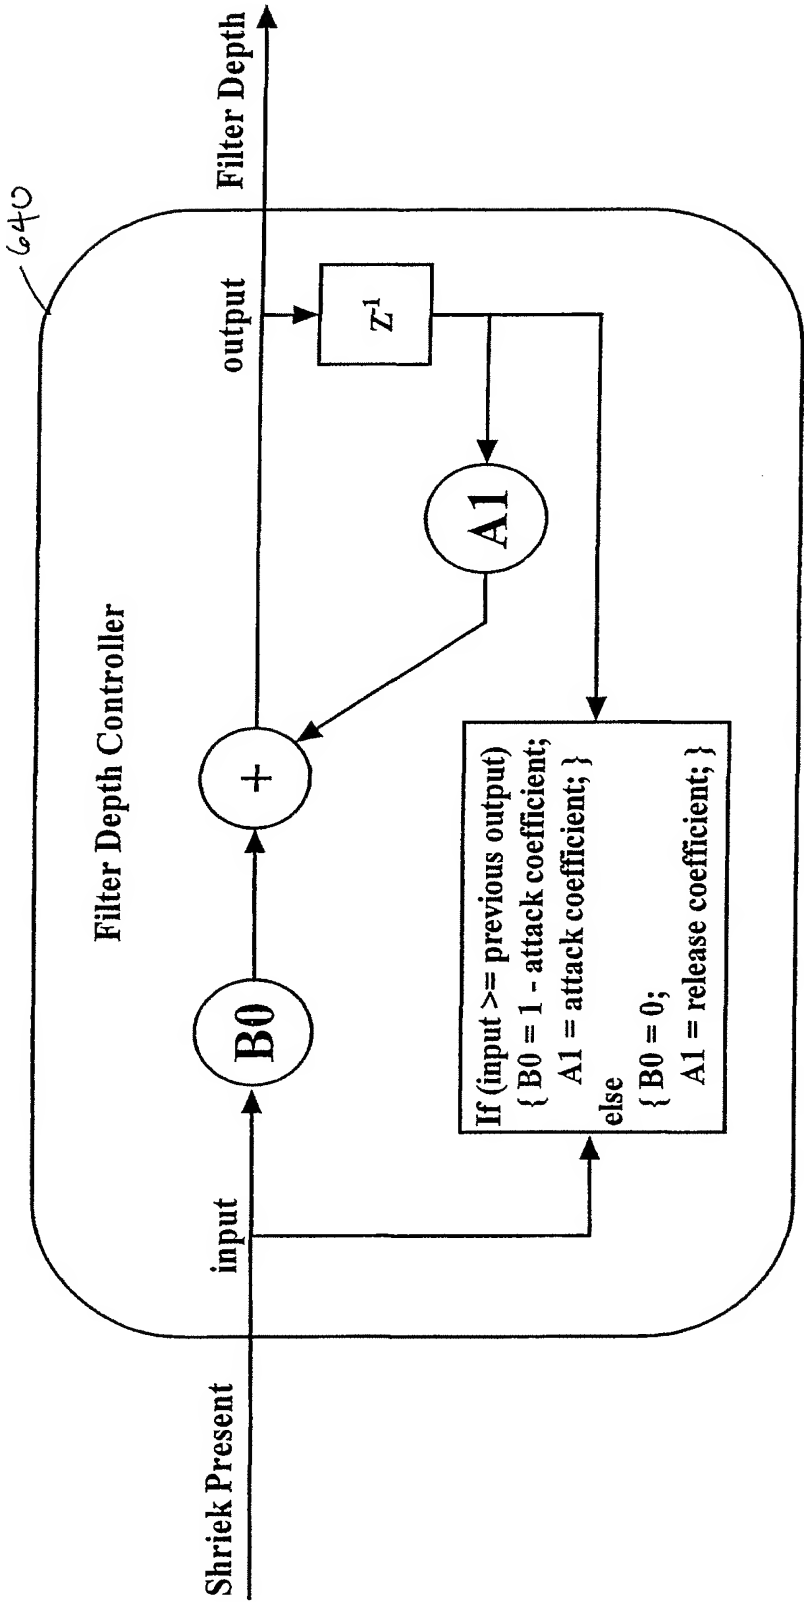 640
Filter Depth Controller
Shriek Present
input
B0
+
output
Filter Depth
Z-1
A1
If (input >= previous output)
{ B0 = 1 - attack coefficient;
A1 = attack coefficient; }
else
{ B0 = 0;
A1 = release coefficient; }